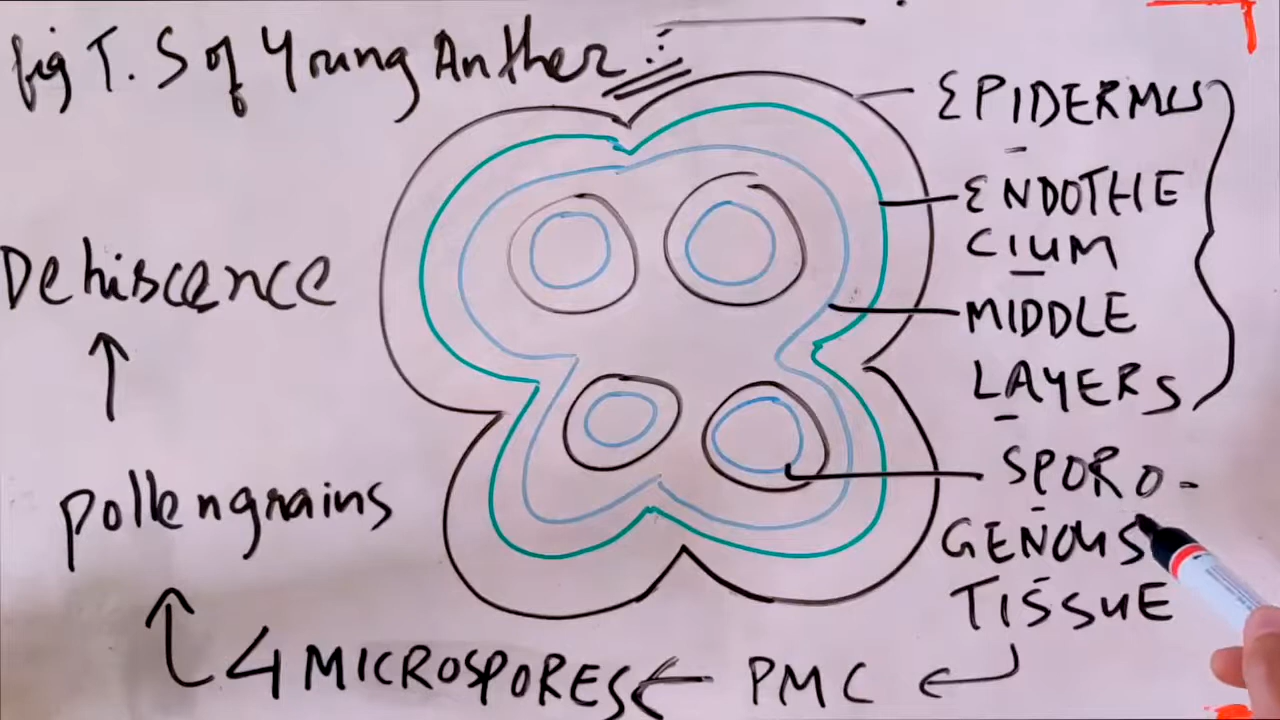 fig T. S of Young Anther :
EPIDERMIS
ENDOTHE
CIUM
MIDDLE
LAYERS
SPORO-
GENOUS
TISSUE
PMC
4 MICROSPORES
pollengrains
Dehiscence